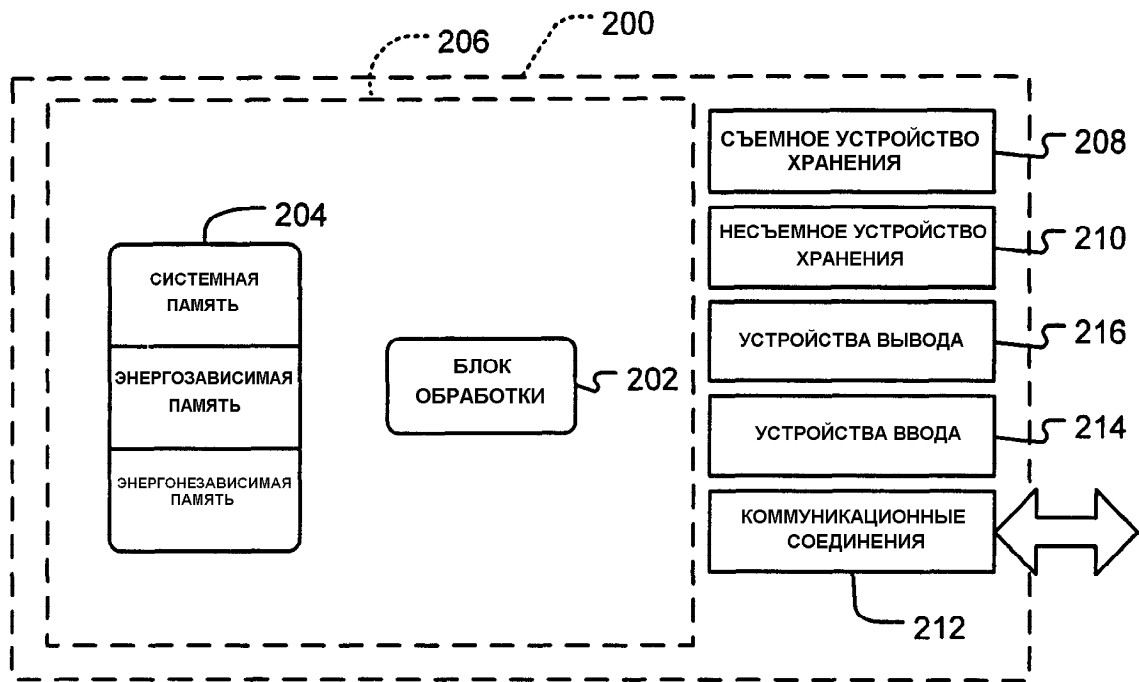 206
200
СЪЕМНОЕ УСТРОЙСТВО
ХРАНЕНИЯ
208
204
СИСТЕМНАЯ
ПАМЯТЬ
ЭНЕРГОЗАВИСИМАЯ
ПАМЯТЬ
ЭНЕРГОНЕЗАВИСИМАЯ
ПАМЯТЬ
БЛОК
ОБРАБОТКИ
202
НЕСЪЕМНОЕ УСТРОЙСТВО
ХРАНЕНИЯ
210
УСТРОЙСТВА ВЫВОДА
216
УСТРОЙСТВА ВВОДА
214
КОММУНИКАЦИОННЫЕ
СОЕДИНЕНИЯ
212